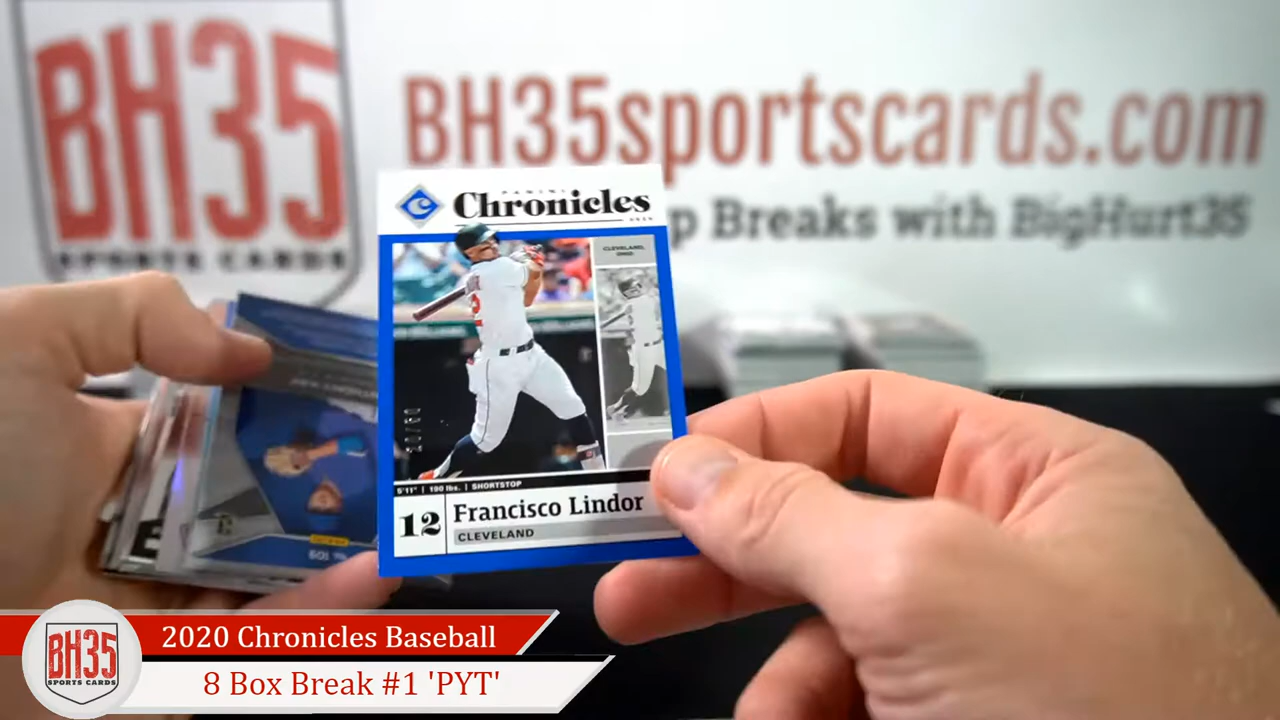 BH35
SPORTS CARDS
BH35sportscards.com
p Breaks with BigHurt35
PANINI
Chronicles
CLEVELAND,
OHIO
5'11" | 190 lbs. | SHORTSTOP
12
Francisco Lindor
CLEVELAND
BH35
SPORTS CARDS
2020 Chronicles Baseball
8 Box Break #1 'PYT'